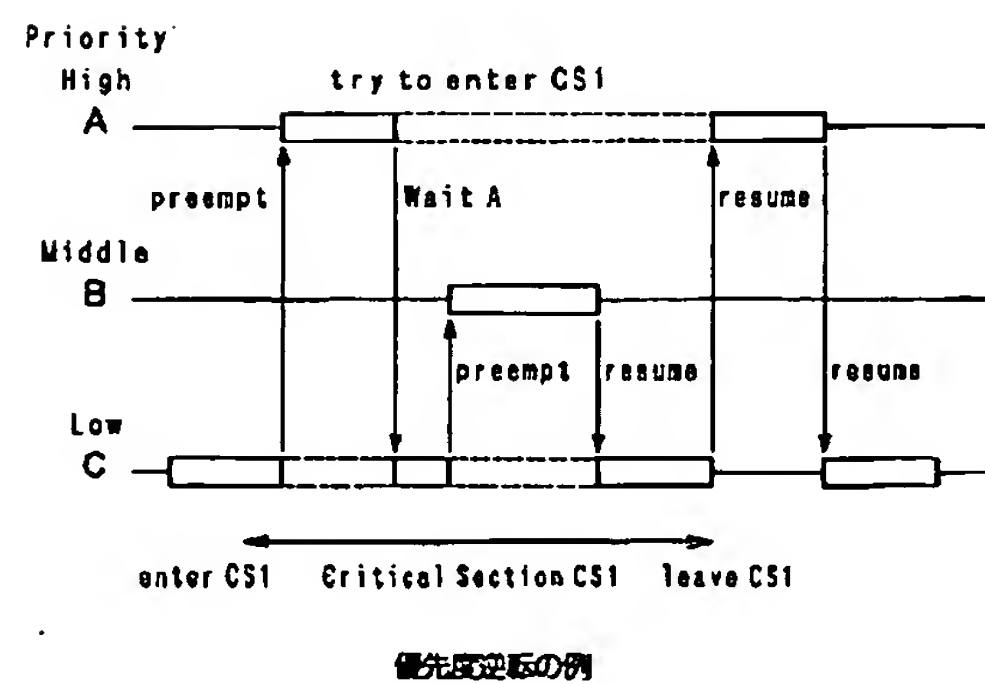 Priority
High
try to enter CS1
A
preempt
Wait A
resume
Middle
B
preempt
resume
resume
Low
C
enter CS1
Critical Section CS1
leave CS1
優先度逆転の例